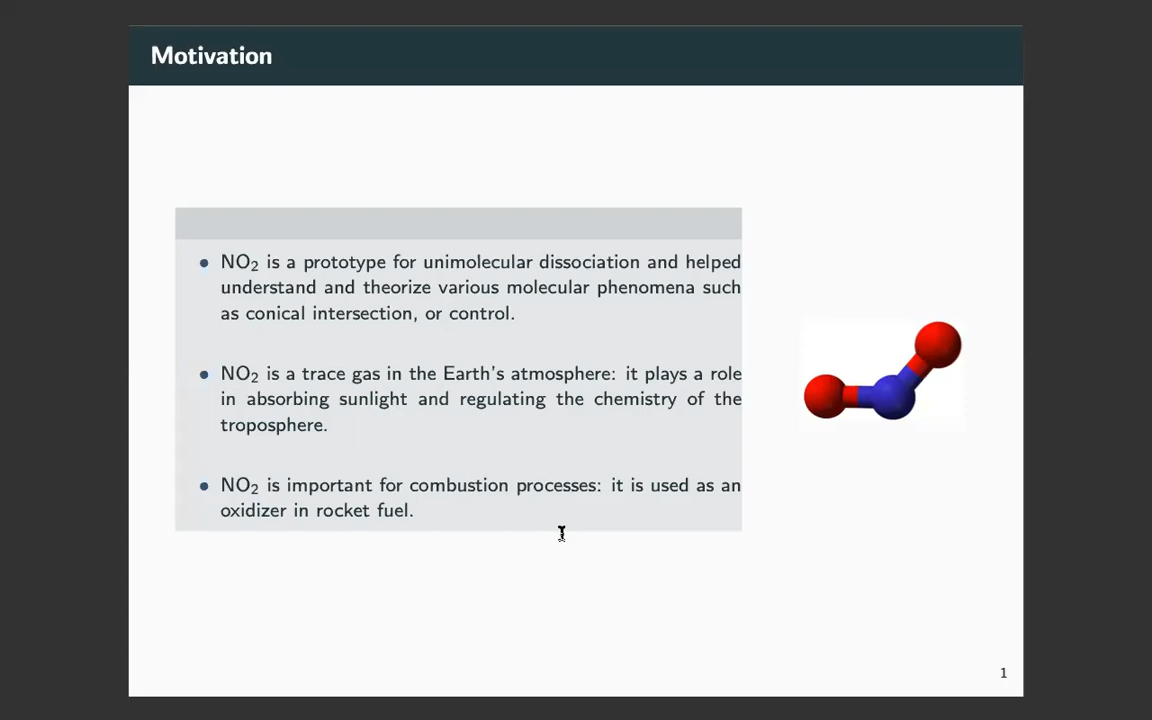 Motivation
• NO₂ is a prototype for unimolecular dissociation and helped
understand and theorize various molecular phenomena such
as conical intersection, or control.
• NO₂ is a trace gas in the Earth's atmosphere: it plays a role
in absorbing sunlight and regulating the chemistry of the
troposphere.
• NO₂ is important for combustion processes: it is used as an
oxidizer in rocket fuel.
1